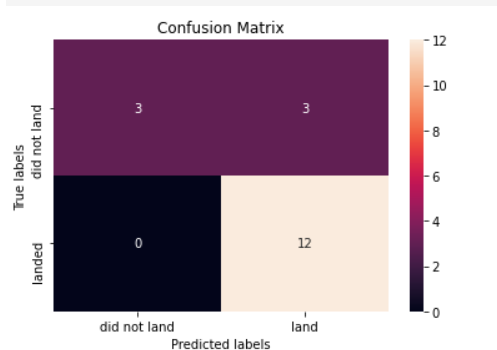 Confusion Matrix
True labels
did not land
landed
3
3
0
12
did not land
land
Predicted labels
12
10
8
6
4
2
0